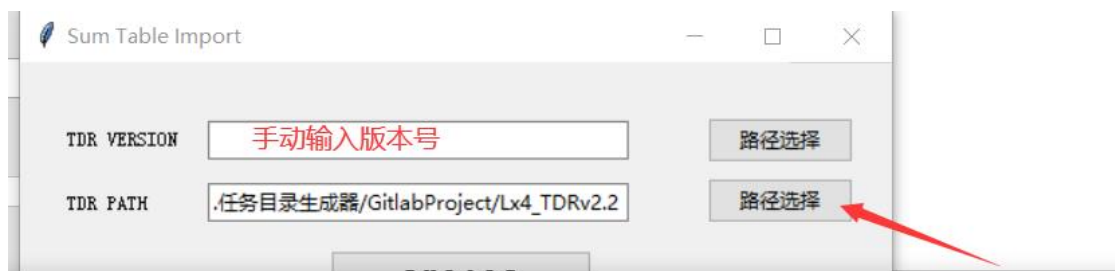 Sum Table Import
TDR VERSION 手动输入版本号 路径选择
TDR PATH .任务目录生成器/GitlabProject/Lx4_TDRv2.2 路径选择